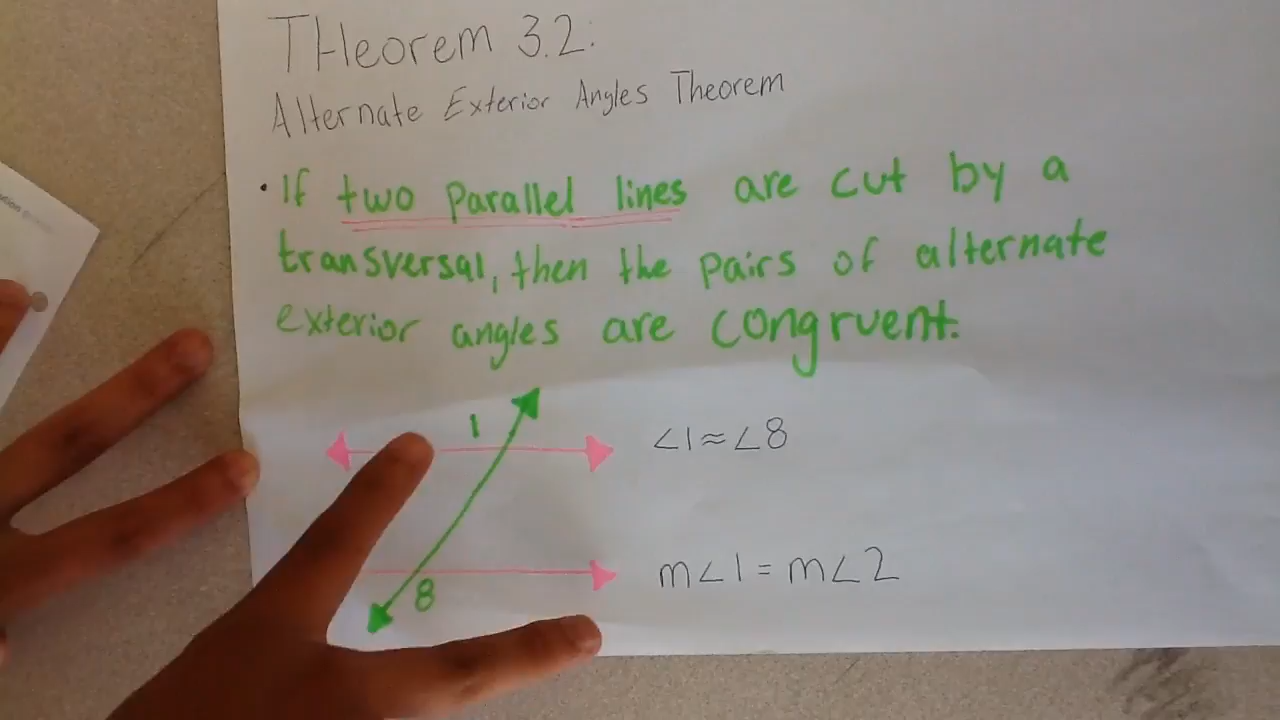 THeorem 3.2:
Alternate Exterior Angles Theorem
• If two parallel lines are cut by a
transversal, then the pairs of alternate
exterior angles are congruent.
1
∠1≈∠8
8
m∠1=m∠2